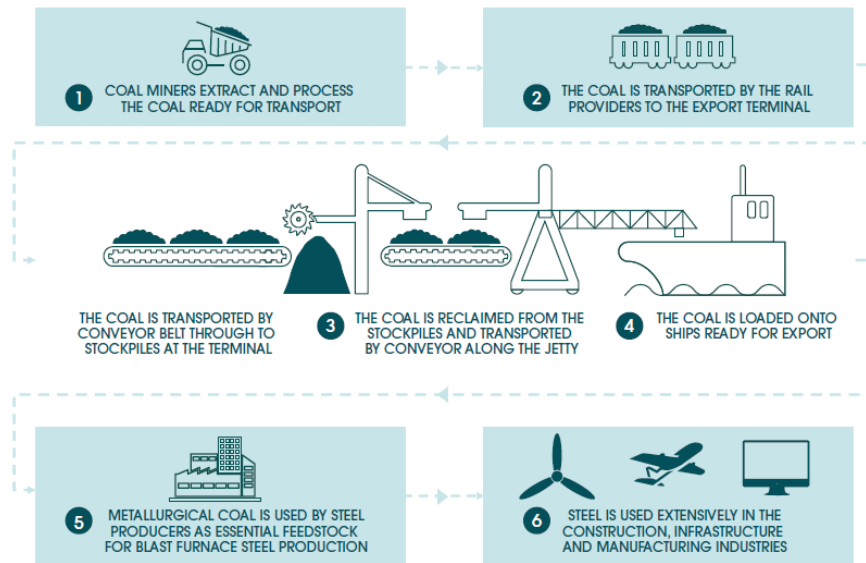 1
COAL MINERS EXTRACT AND PROCESS
THE COAL READY FOR TRANSPORT
2
THE COAL IS TRANSPORTED BY THE RAIL
PROVIDERS TO THE EXPORT TERMINAL
THE COAL IS TRANSPORTED BY
CONVEYOR BELT THROUGH TO
STOCKPILES AT THE TERMINAL
3
THE COAL IS RECLAIMED FROM THE
STOCKPILES AND TRANSPORTED
BY CONVEYOR ALONG THE JETTY
4
THE COAL IS LOADED ONTO
SHIPS READY FOR EXPORT
5
METALLURGICAL COAL IS USED BY STEEL
PRODUCERS AS ESSENTIAL FEEDSTOCK
FOR BLAST FURNACE STEEL PRODUCTION
6
STEEL IS USED EXTENSIVELY IN THE
CONSTRUCTION, INFRASTRUCTURE
AND MANUFACTURING INDUSTRIES